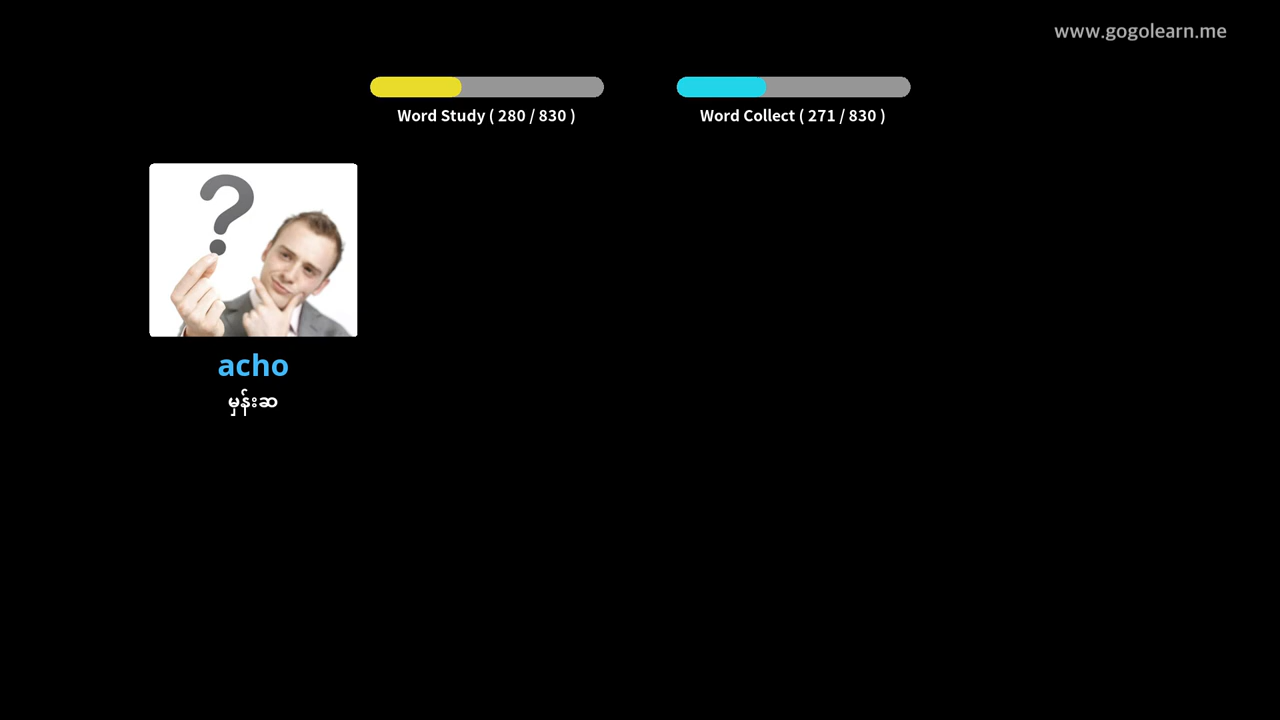 www.gogolearn.me
Word Study ( 280 / 830 )
Word Collect ( 271 / 830 )
?
acho
မှန်းဆ